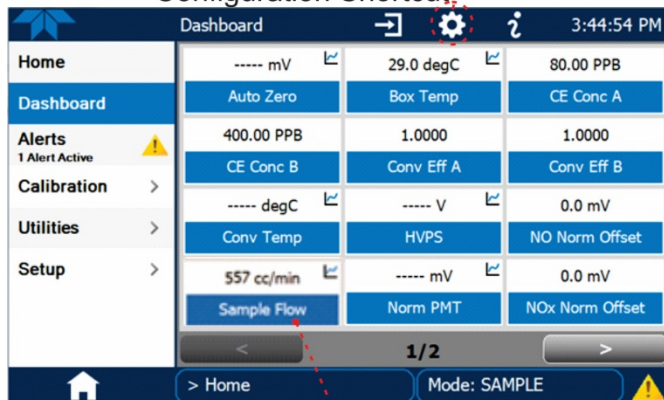 Dashboard
3:44:54 PM
Home
Dashboard
Alerts
1 Alert Active
Calibration >
Utilities >
Setup >
----- mV
Auto Zero
29.0 degC
Box Temp
80.00 PPB
CE Conc A
400.00 PPB
CE Conc B
1.0000
Conv Eff A
1.0000
Conv Eff B
----- degC
Conv Temp
----- V
HVPS
0.0 mV
NO Norm Offset
557 cc/min
Sample Flow
----- mV
Norm PMT
0.0 mV
NOx Norm Offset
< 1/2 >
> Home
Mode: SAMPLE